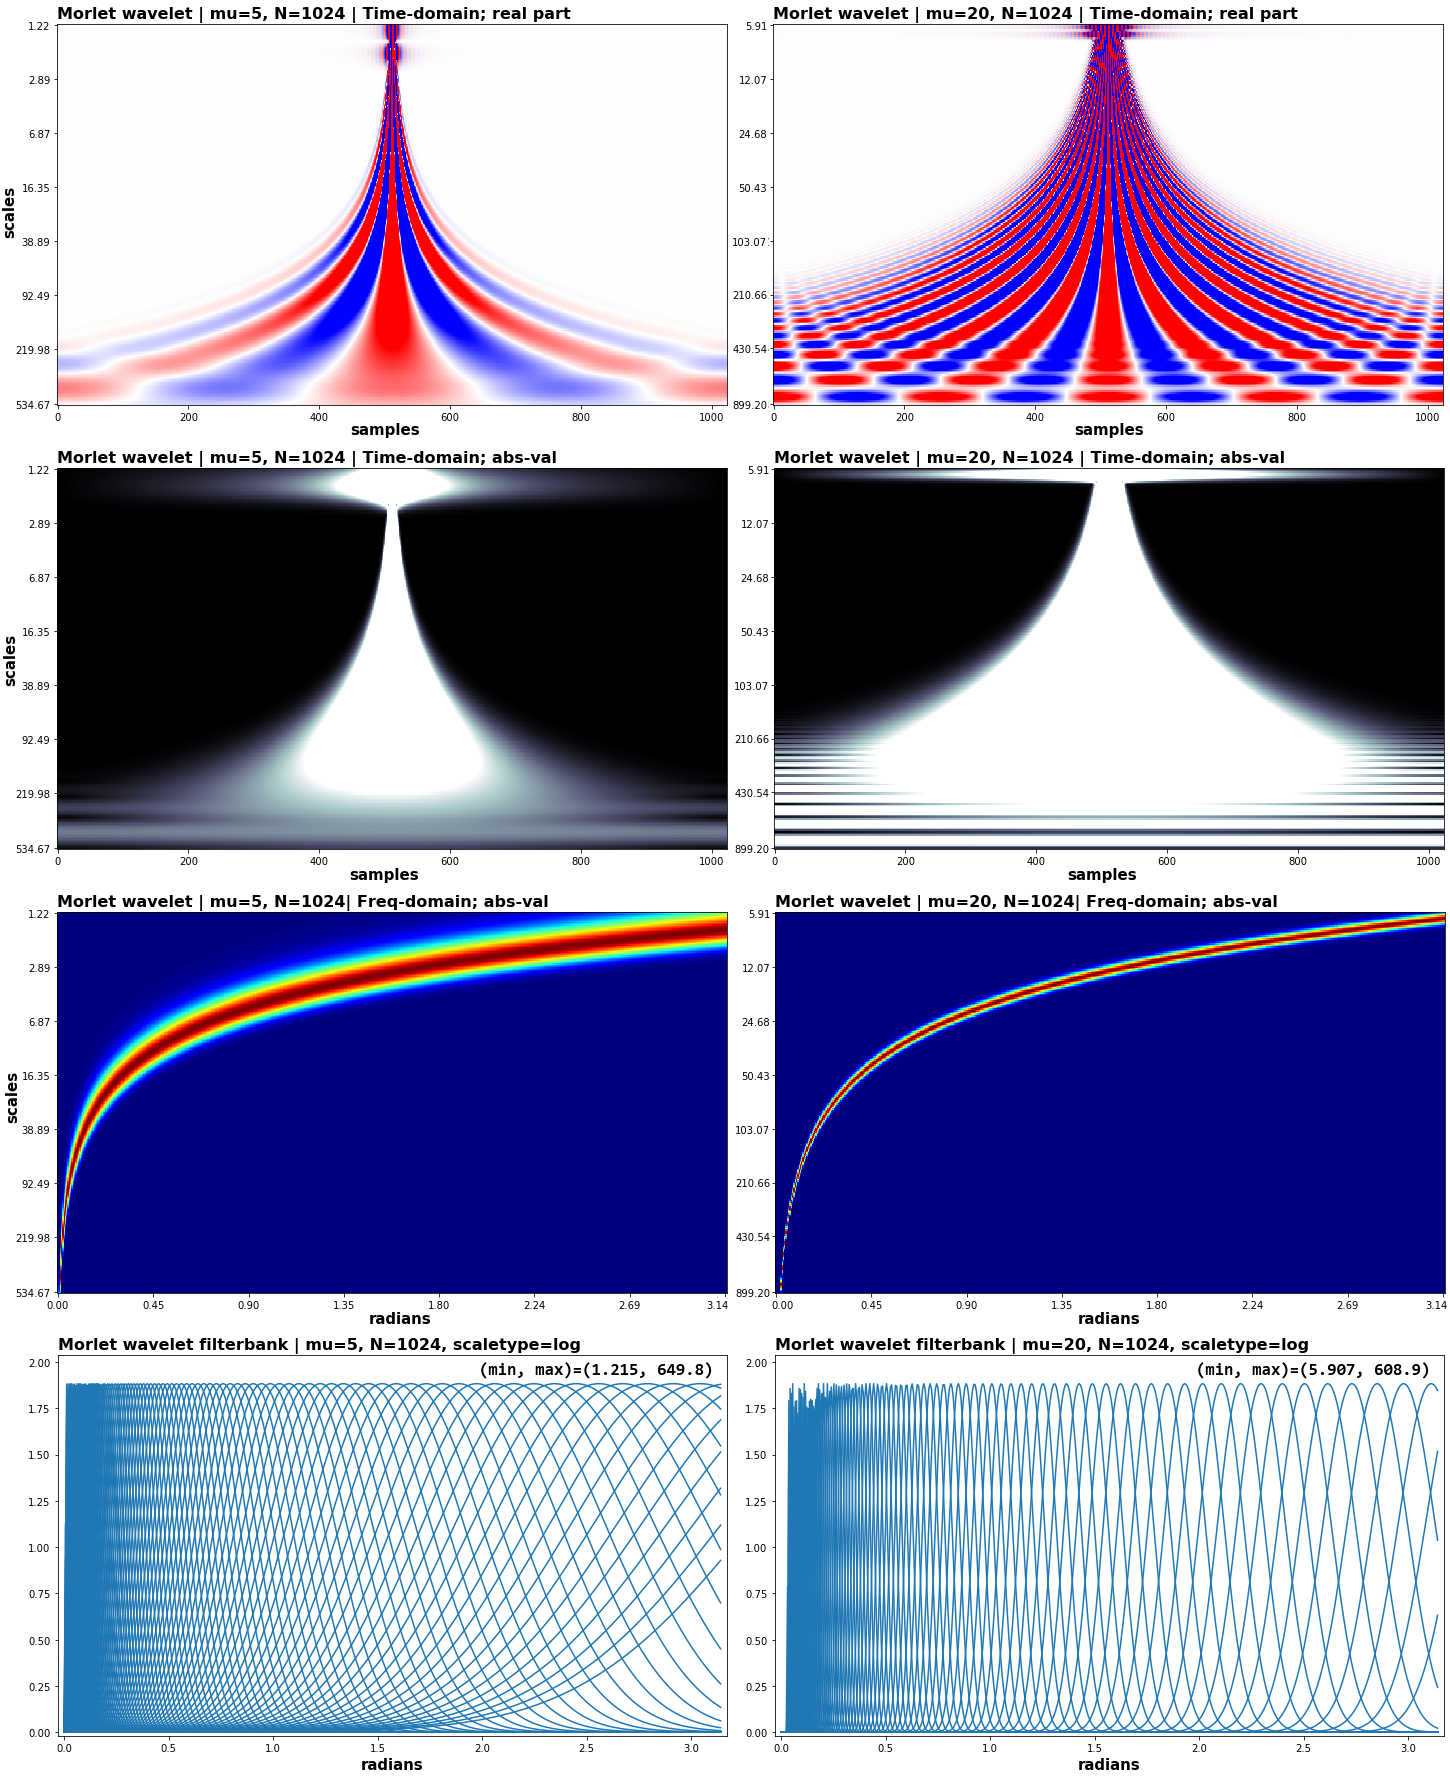 Morlet wavelet | mu=5, N=1024 | Time-domain; real part
1.22
2.89
6.87
16.35
38.89
92.49
219.98
534.67
scales
0 200 400 600 800 1000
samples
Morlet wavelet | mu=20, N=1024 | Time-domain; real part
5.91
12.07
24.68
50.43
103.07
210.66
430.54
899.20
0 200 400 600 800 1000
samples
Morlet wavelet | mu=5, N=1024 | Time-domain; abs-val
1.22
2.89
6.87
16.35
38.89
92.49
219.98
534.67
scales
0 200 400 600 800 1000
samples
Morlet wavelet | mu=20, N=1024 | Time-domain; abs-val
5.91
12.07
24.68
50.43
103.07
210.66
430.54
899.20
0 200 400 600 800 1000
samples
Morlet wavelet | mu=5, N=1024| Freq-domain; abs-val
1.22
2.89
6.87
16.35
38.89
92.49
219.98
534.67
scales
0.00 0.45 0.90 1.35 1.80 2.24 2.69 3.14
radians
Morlet wavelet | mu=20, N=1024| Freq-domain; abs-val
5.91
12.07
24.68
50.43
103.07
210.66
430.54
899.20
0.00 0.45 0.90 1.35 1.80 2.24 2.69 3.14
radians
Morlet wavelet filterbank | mu=5, N=1024, scaletype=log
(min, max)=(1.215, 649.8)
2.00
1.75
1.50
1.25
1.00
0.75
0.50
0.25
0.00
0.0 0.5 1.0 1.5 2.0 2.5 3.0
radians
Morlet wavelet filterbank | mu=20, N=1024, scaletype=log
(min, max)=(5.907, 608.9)
2.00
1.75
1.50
1.25
1.00
0.75
0.50
0.25
0.00
0.0 0.5 1.0 1.5 2.0 2.5 3.0
radians